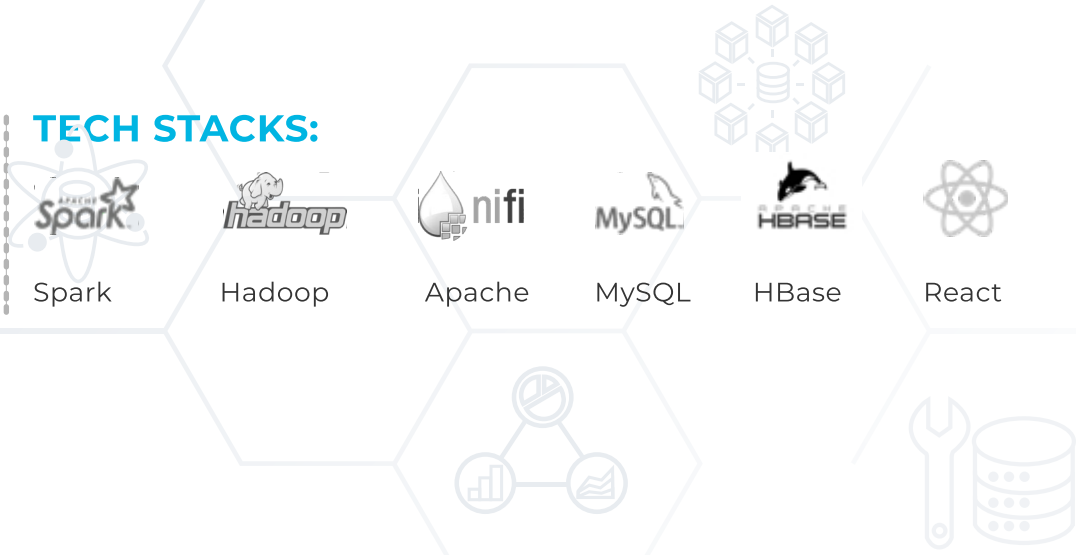 TECH STACKS:
APACHE Spark
hadoop
nifi
MySQL
APACHE HBASE
Spark Hadoop Apache MySQL HBase React